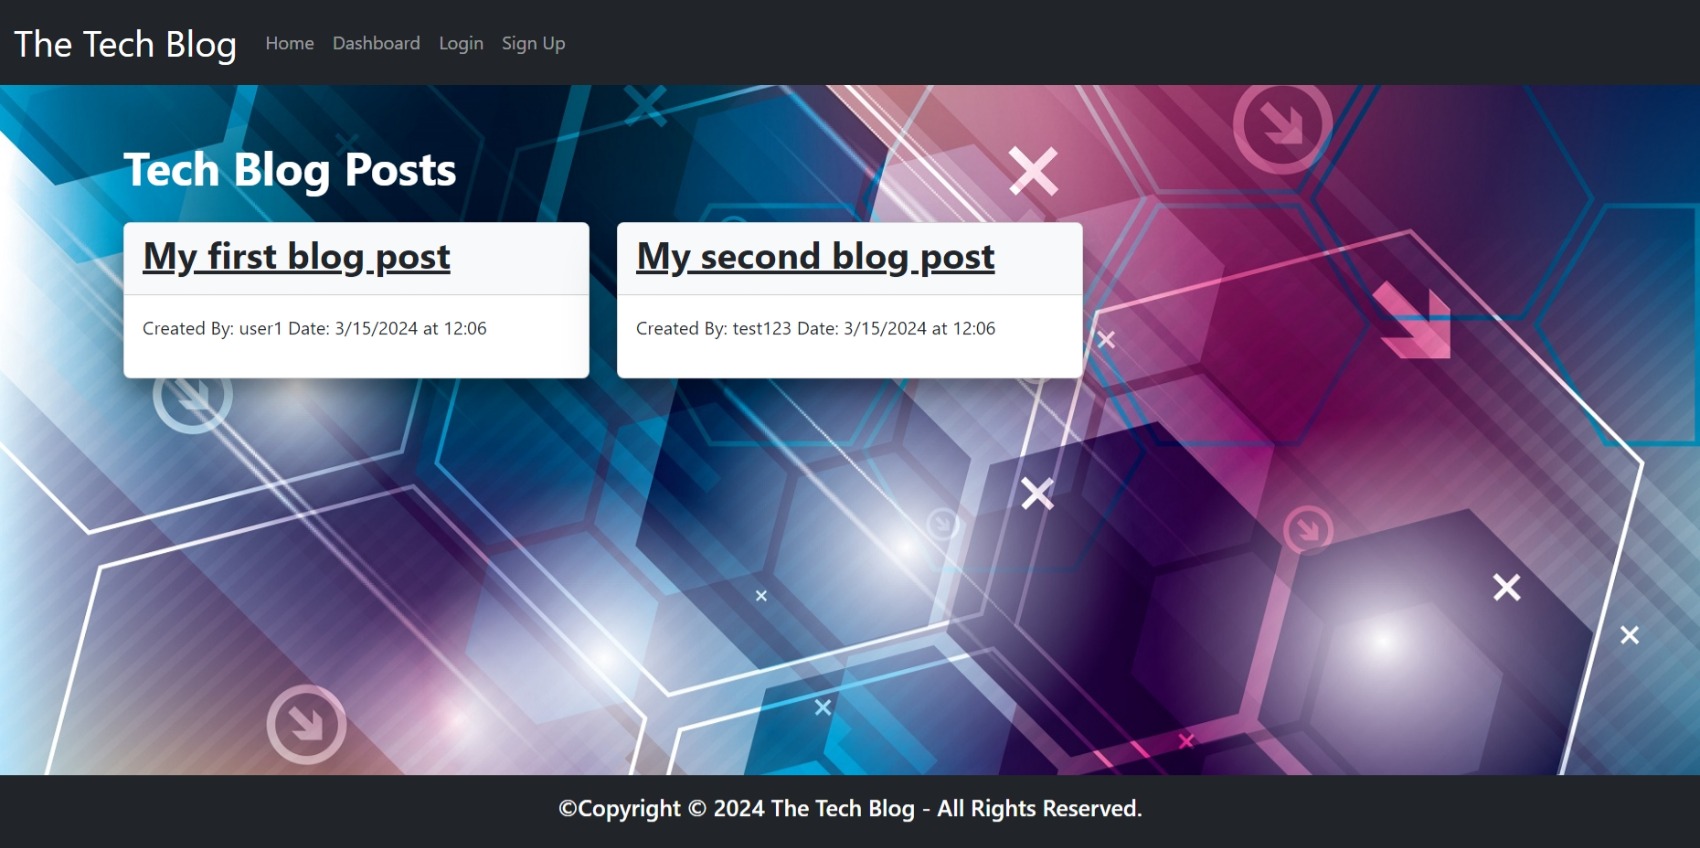 The Tech Blog Home Dashboard Login Sign Up
Tech Blog Posts
My first blog post
Created By: user1 Date: 3/15/2024 at 12:06
My second blog post
Created By: test123 Date: 3/15/2024 at 12:06
©Copyright © 2024 The Tech Blog - All Rights Reserved.